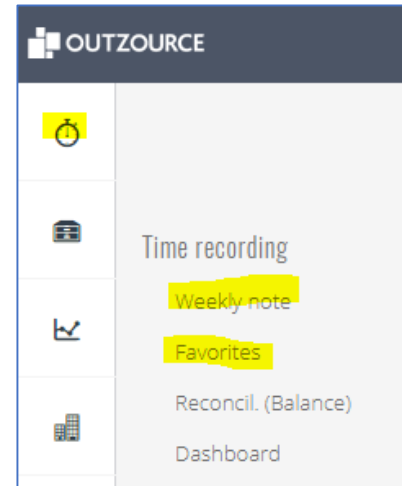 OUTZOURCE
Time recording
Weekly note
Favorites
Reconcil. (Balance)
Dashboard